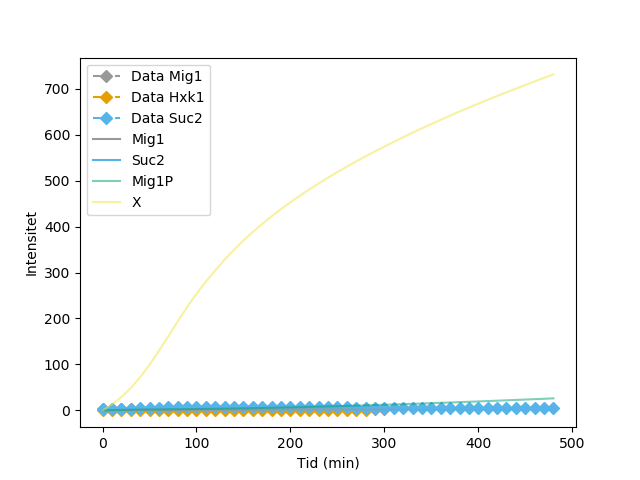 Data Mig1
Data Hxk1
Data Suc2
Mig1
Suc2
Mig1P
X
700
600
500
400
300
200
100
0
Intensitet
0 100 200 300 400 500
Tid (min)